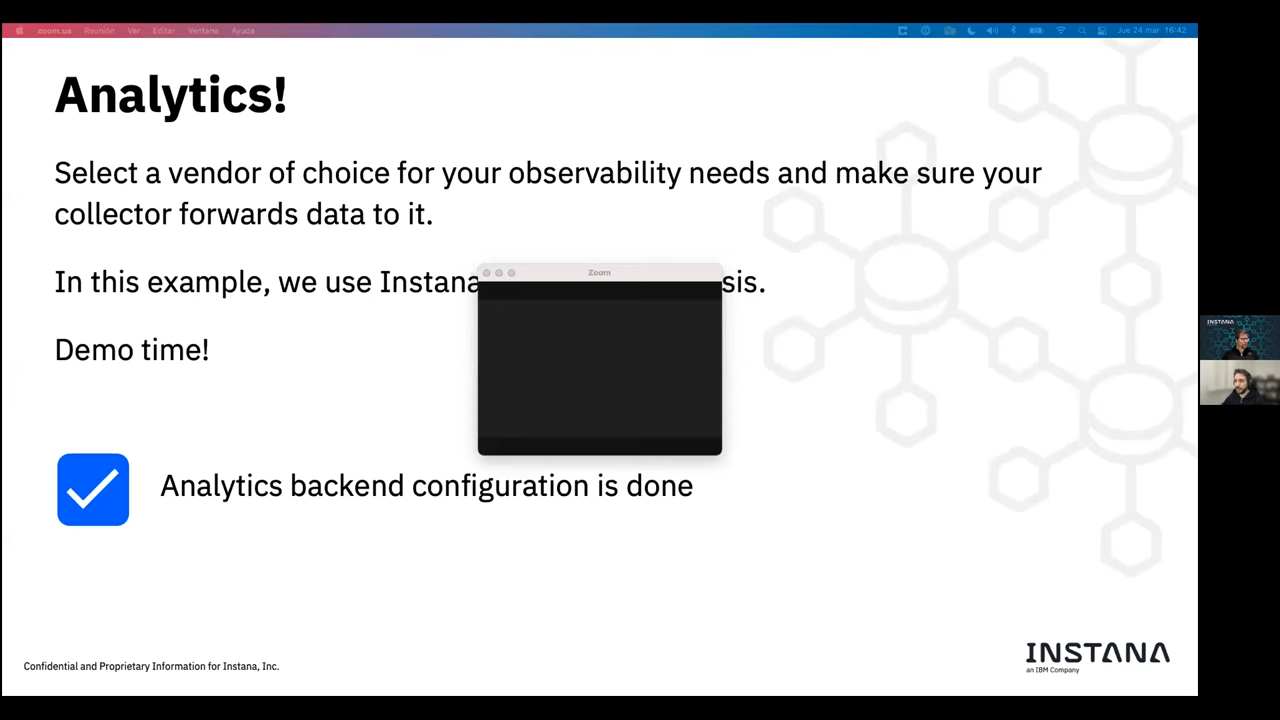 zoom.us Reunión Ver Editar Ventana Ayuda
Jue 24 mar 16:42
Analytics!
Select a vendor of choice for your observability needs and make sure your
collector forwards data to it.
In this example, we use Instana
sis.
Zoom
Demo time!
Analytics backend configuration is done
INSTANA
Confidential and Proprietary Information for Instana, Inc.
INSTANA
an IBM Company